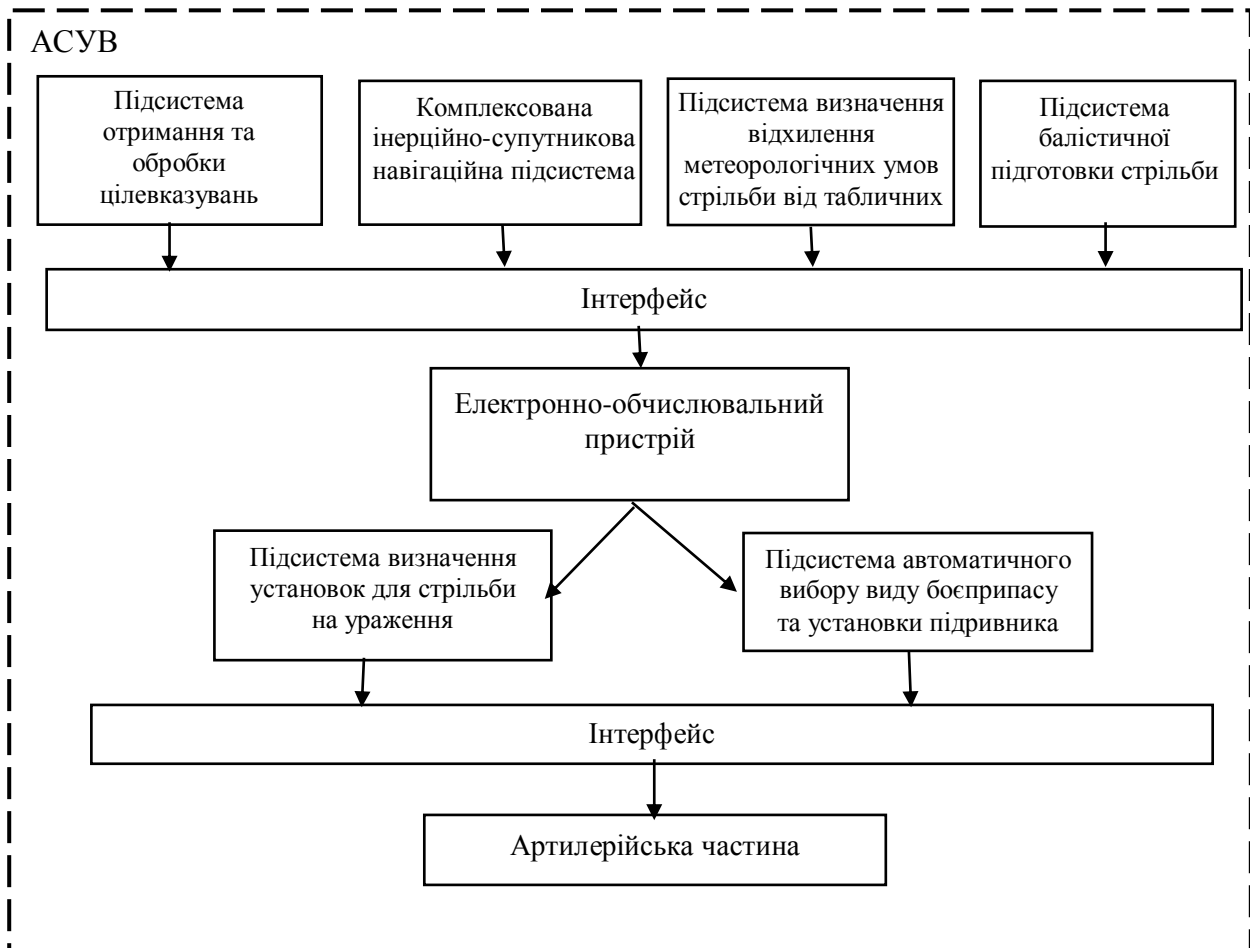 АСУВ
Підсистема
отримання та
обробки
цілевказувань
Комплексована
інерційно-супутникова
навігаційна підсистема
Підсистема визначення
відхилення
метеорологічних умов
стрільби від табличних
Підсистема
балістичної
підготовки стрільби
Інтерфейс
Електронно-обчислювальний
пристрій
Підсистема визначення
установок для стрільби
на ураження
Підсистема автоматичного
вибору виду боєприпасу
та установки підривника
Інтерфейс
Артилерійська частина